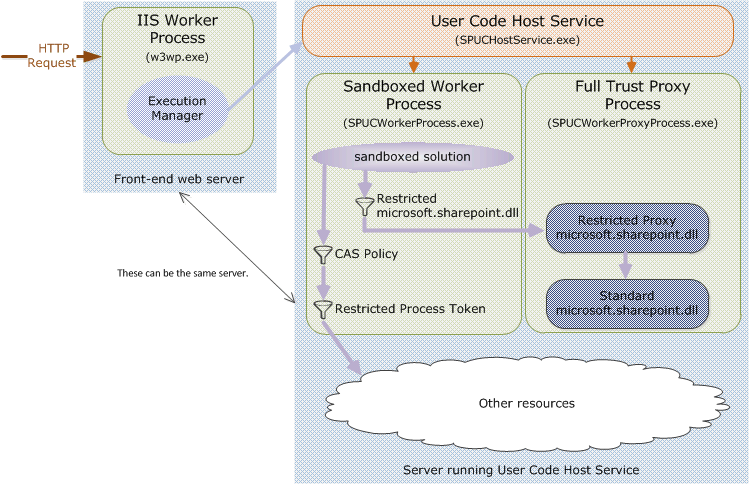 HTTP
Request
IIS Worker
Process
(w3wp.exe)
Execution
Manager
Front-end web server
These can be the same server.
User Code Host Service
(SPUCHostService.exe)
Sandboxed Worker
Process
(SPUCWorkerProcess.exe)
sandboxed solution
Restricted
microsoft.sharepoint.dll
CAS Policy
Restricted Process Token
Full Trust Proxy
Process
(SPUCWorkerProxyProcess.exe)
Restricted Proxy
microsoft.sharepoint.dll
Standard
microsoft.sharepoint.dll
Other resources
Server running User Code Host Service